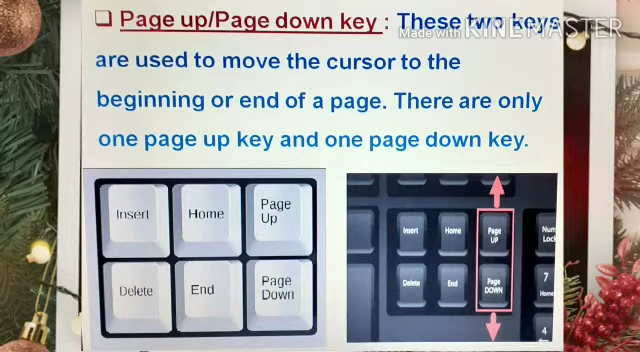 ❑ Page up/Page down key : These two keys
Made with KINEMASTER
are used to move the cursor to the
beginning or end of a page. There are only
one page up key and one page down key.
Insert Home Page Up
Delete End Page Down
Insert Home Page UP Num Lock
Delete End Page DOWN 7 Home
4